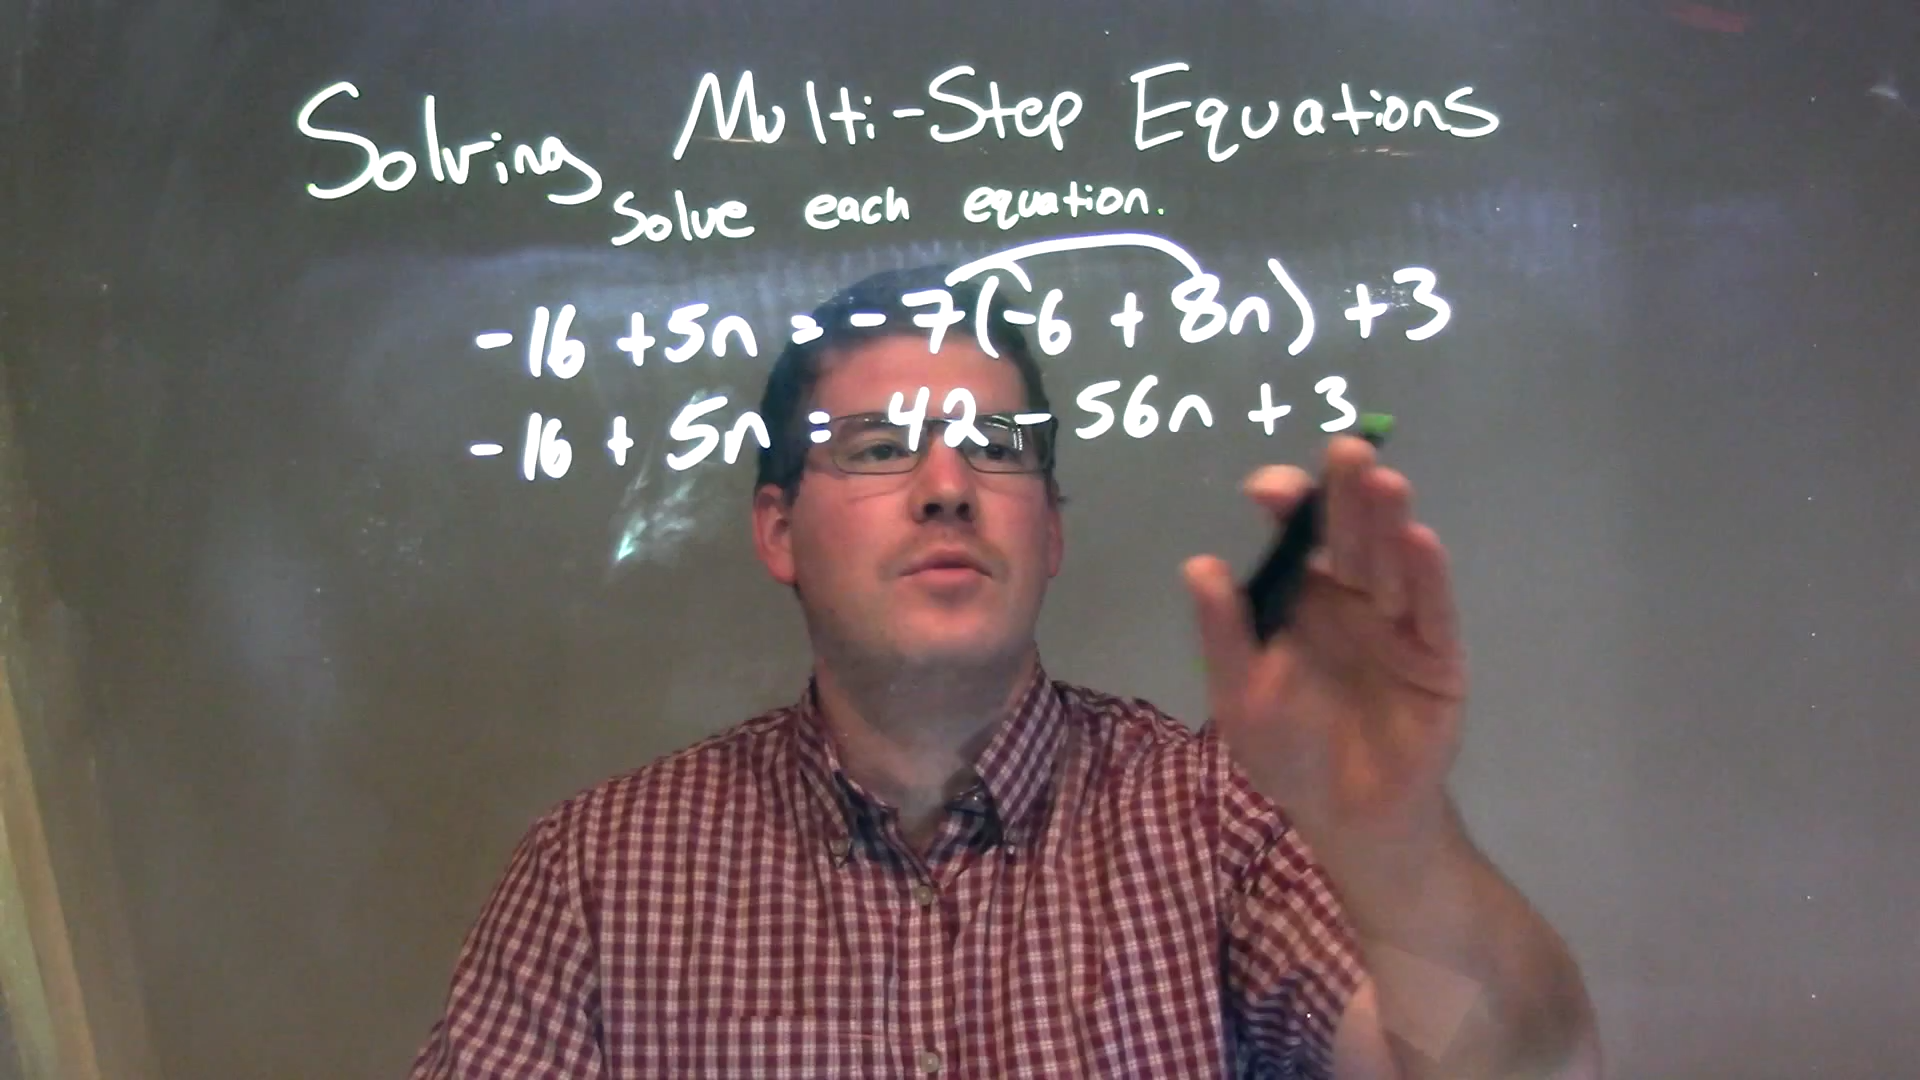 Solving Multi-Step Equations
Solve each equation.
-16 + 5n = -7(-6 + 8n) + 3
-16 + 5n = 42 - 56n + 3